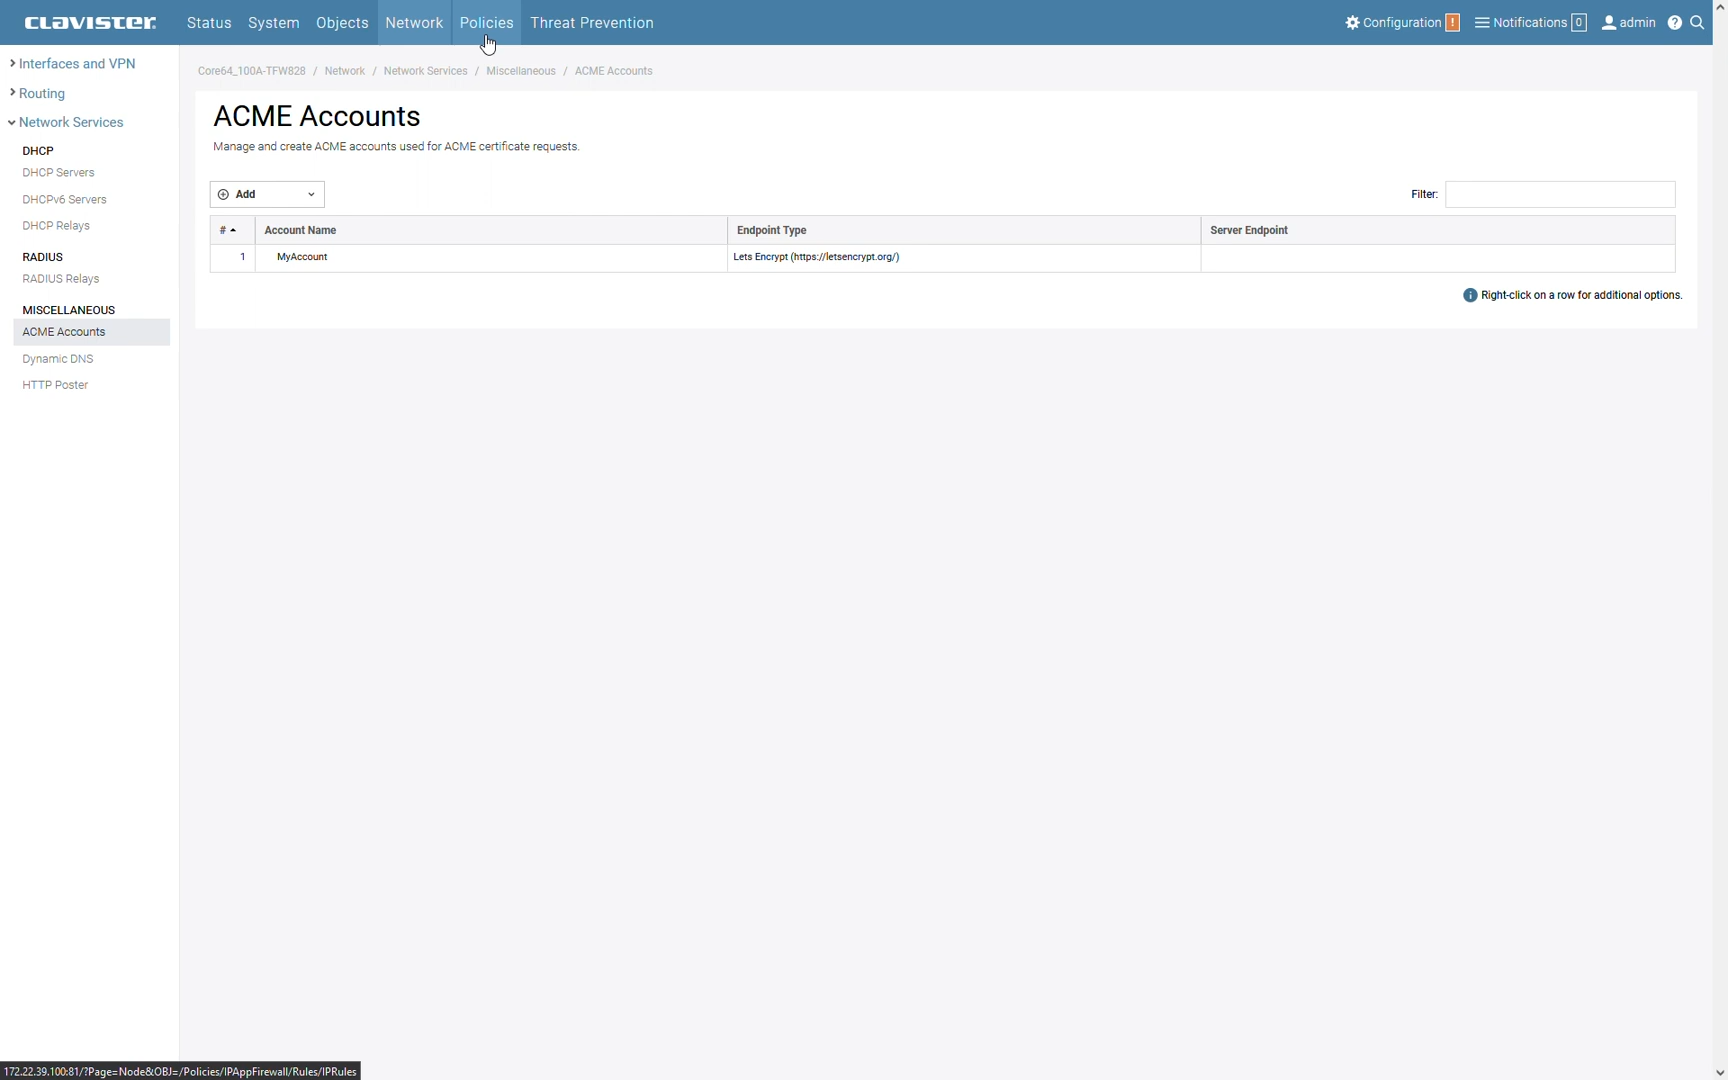 CLAVISTER.
Status System Objects Network Policies Threat Prevention
Configuration ! Notifications 0 admin ?
Interfaces and VPN
Routing
Network Services
DHCP
DHCP Servers
DHCPv6 Servers
DHCP Relays
RADIUS
RADIUS Relays
MISCELLANEOUS
ACME Accounts
Dynamic DNS
HTTP Poster
Core64_100A-TFW828 / Network / Network Services / Miscellaneous / ACME Accounts
ACME Accounts
Manage and create ACME accounts used for ACME certificate requests.
Add
Filter:
# Account Name Endpoint Type Server Endpoint
1 MyAccount Lets Encrypt (https://letsencrypt.org/)
i Right-click on a row for additional options.
172.22.39.100:81/?Page=Node&OBJ=/Policies/IPAppFirewall/Rules/IPRules